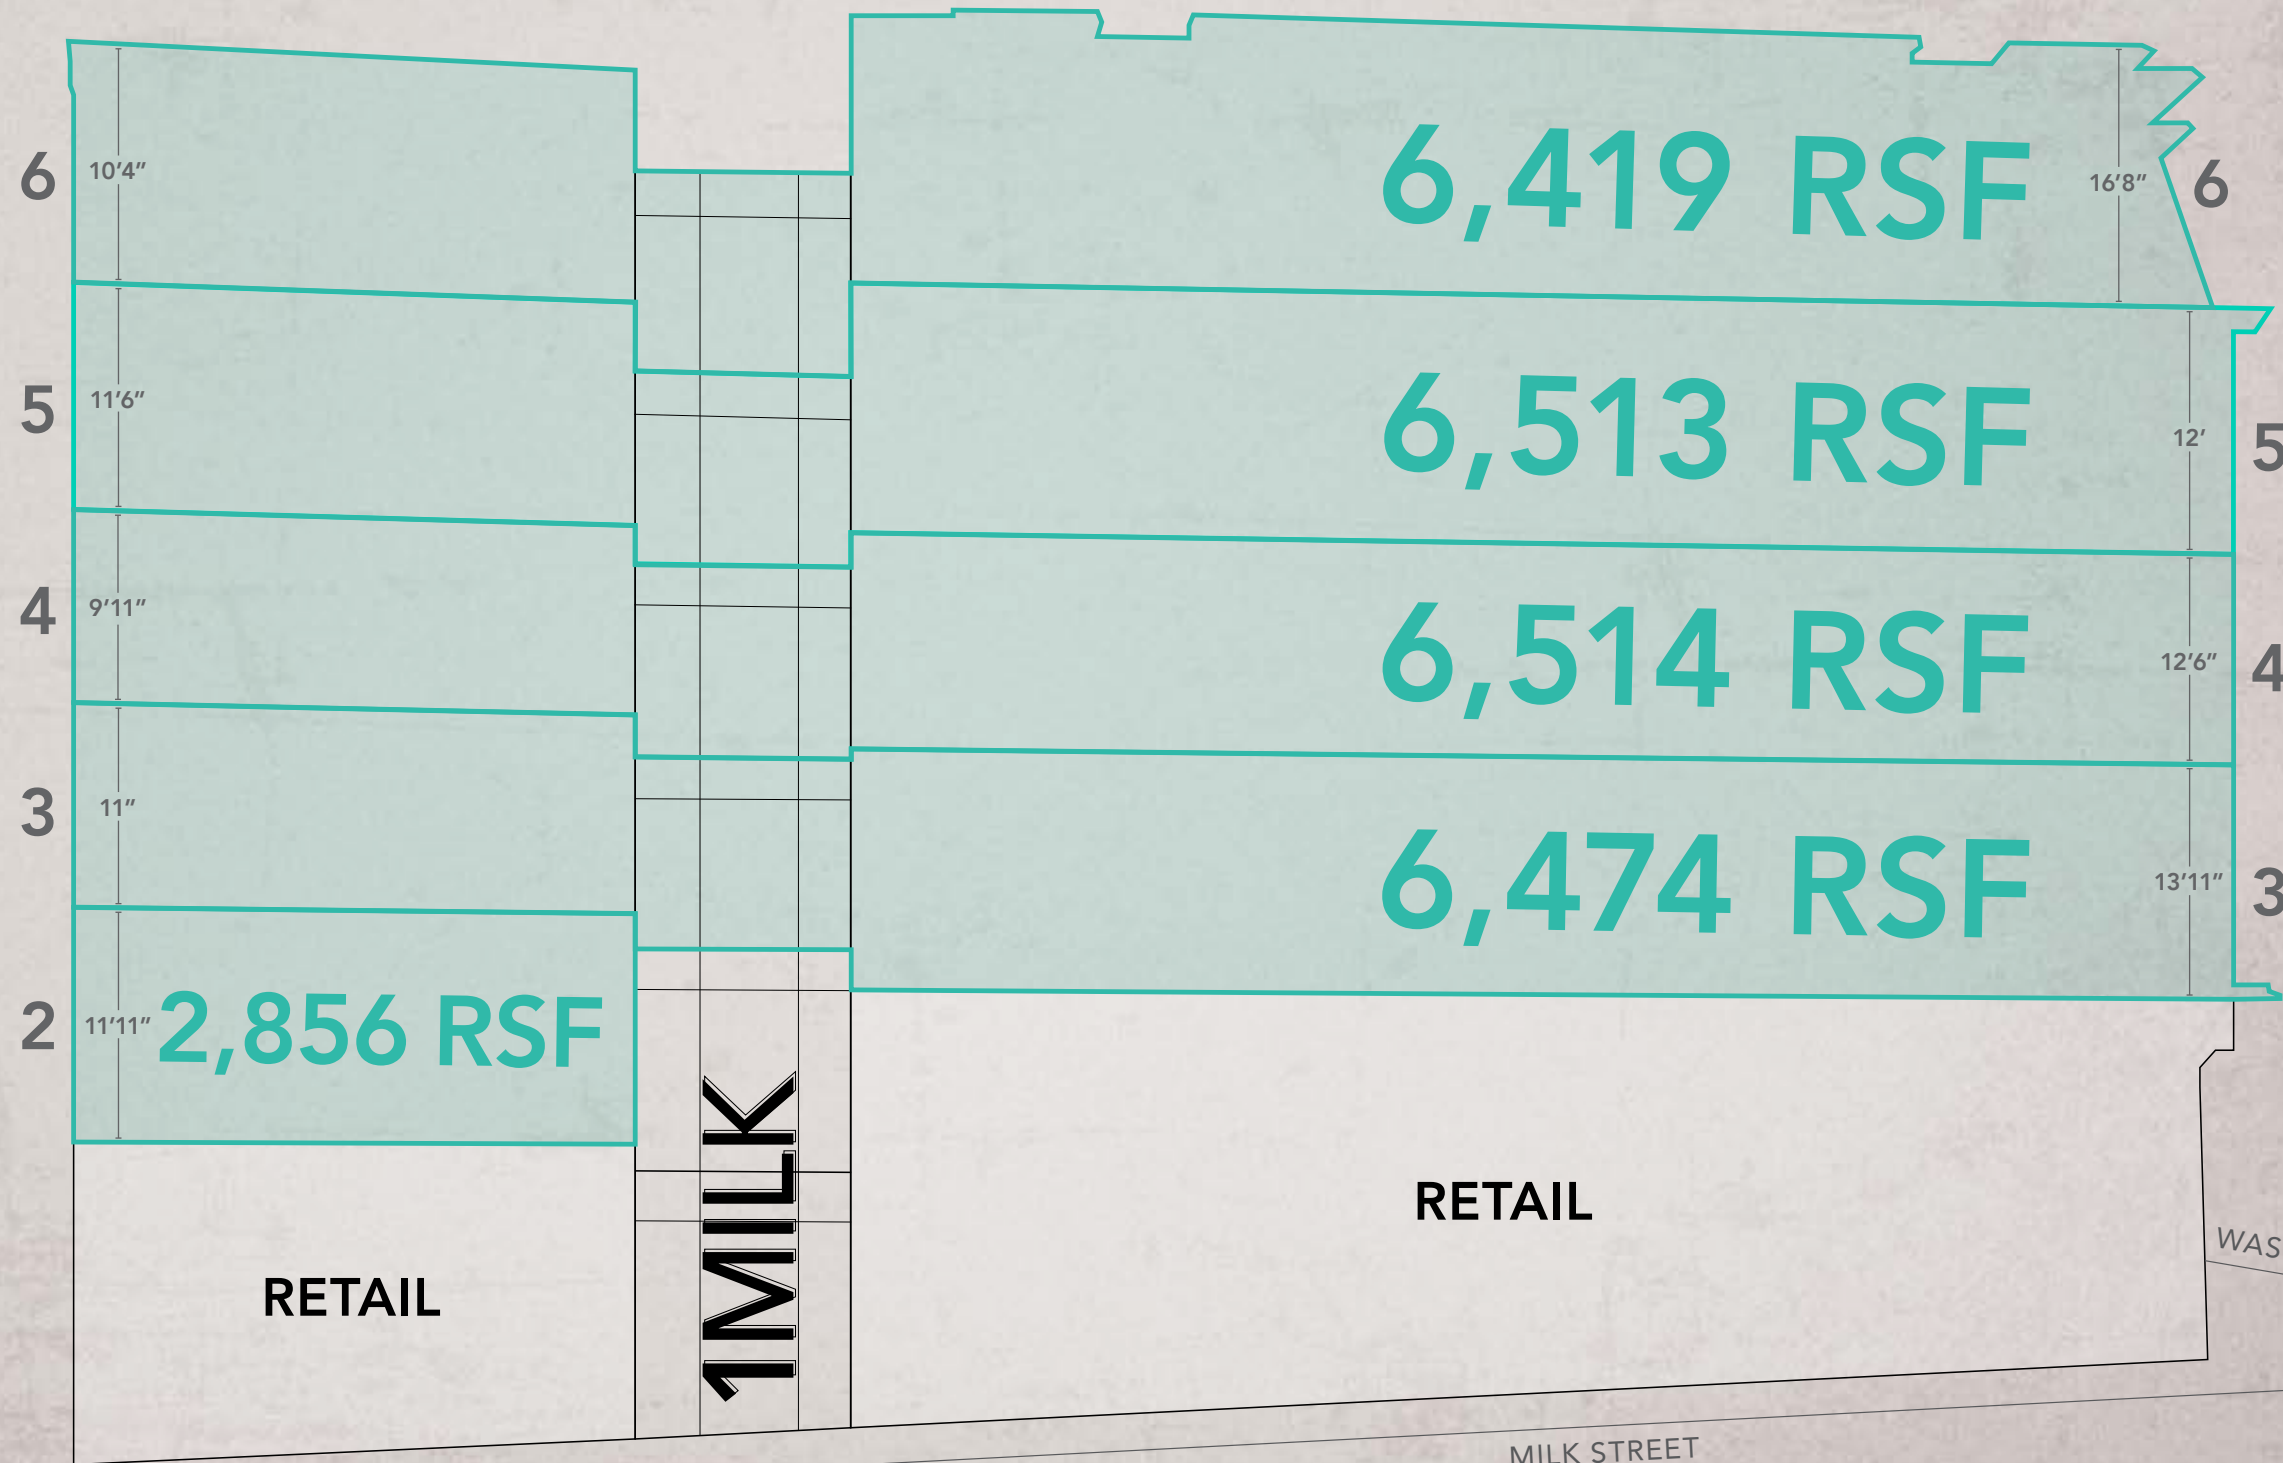 6
10'4"
6,419 RSF
16'8"
6
5
11'6"
6,513 RSF
12'
5
4
9'11"
6,514 RSF
12'6"
4
3
11"
6,474 RSF
13'11"
3
2
11'11"
2,856 RSF
1MILK
RETAIL
RETAIL
WAS
MILK STREET